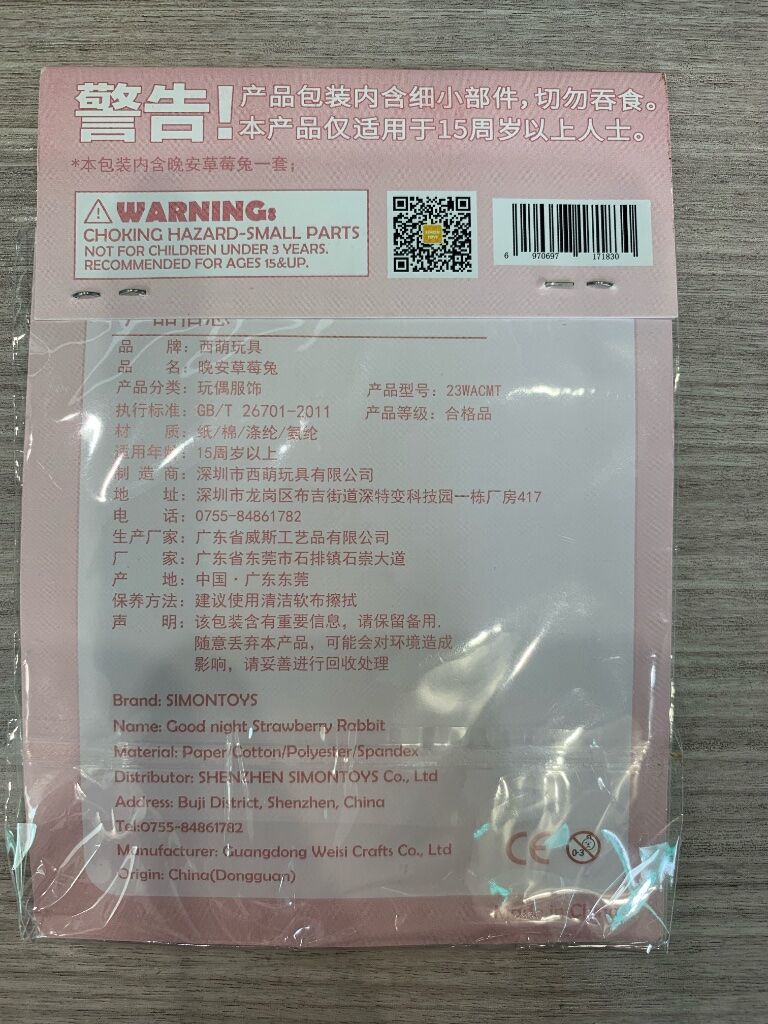 警告!
产品包装内含细小部件，切勿吞食。
本产品仅适用于15周岁以上人士。
*本包装内含晚安草莓兔一套；
WARNING:
CHOKING HAZARD-SMALL PARTS
NOT FOR CHILDREN UNDER 3 YEARS.
RECOMMENDED FOR AGES 15&UP.
6 970697 171830
产品信息
品 牌：西萌玩具
品 名：晚安草莓兔
产品分类：玩偶服饰 产品型号：23WACMT
执行标准：GB/T 26701-2011 产品等级：合格品
材 质：纸/棉/涤纶/氨纶
适用年龄：15周岁以上
制 造 商：深圳市西萌玩具有限公司
地 址：深圳市龙岗区布吉街道深特变科技园一栋厂房417
电 话：0755-84861782
生产厂家：广东省威斯工艺品有限公司
厂 家：广东省东莞市石排镇石崇大道
产 地：中国·广东东莞
保养方法：建议使用清洁软布擦拭
声 明：该包装含有重要信息，请保留备用.
随意丢弃本产品，可能会对环境造成
影响，请妥善进行回收处理
Brand: SIMONTOYS
Name: Good night Strawberry Rabbit
Material: Paper/Cotton/Polyester/Spandex
Distributor: SHENZHEN SIMONTOYS Co., Ltd
Address: Buji District, Shenzhen, China
Tel:0755-84861782
Manufacturer: Guangdong Weisi Crafts Co., Ltd
Origin: China(Dongguan)
CE
0-3